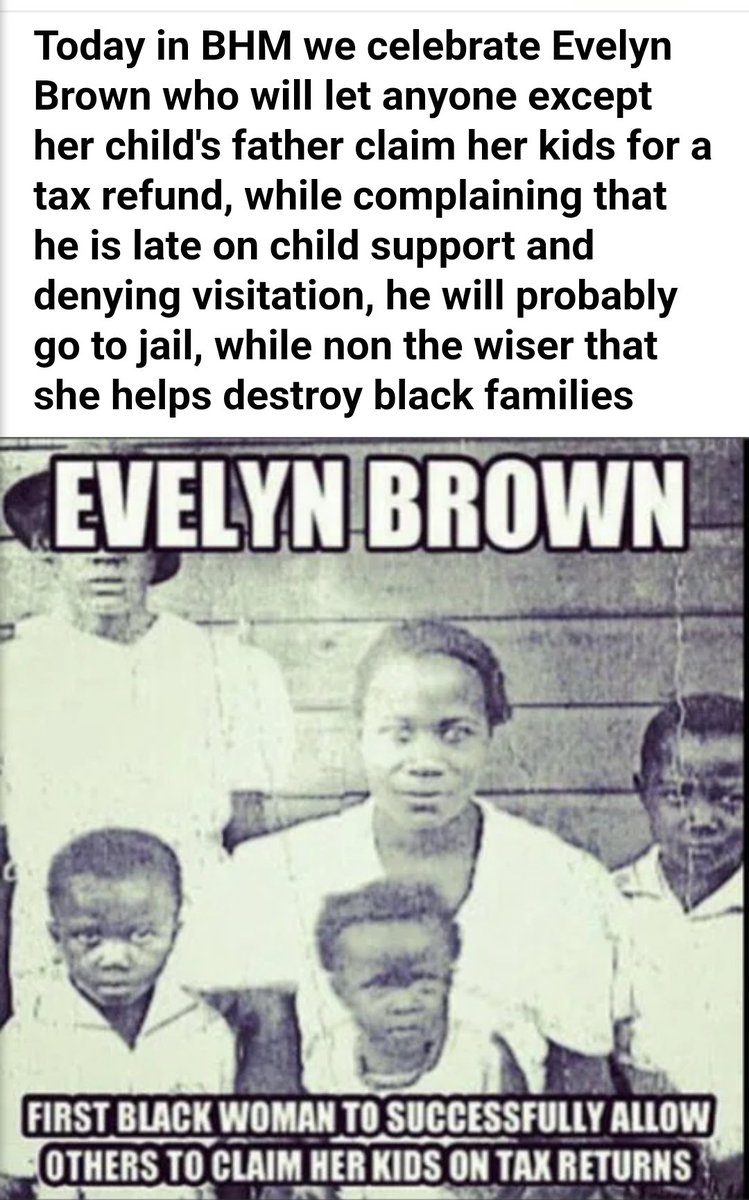 Today in BHM we celebrate Evelyn
Brown who will let anyone except
her child's father claim her kids for a
tax refund, while complaining that
he is late on child support and
denying visitation, he will probably
go to jail, while non the wiser that
she helps destroy black families
EVELYN BROWN
FIRST BLACK WOMAN TO SUCCESSFULLY ALLOW
OTHERS TO CLAIM HER KIDS ON TAX RETURNS